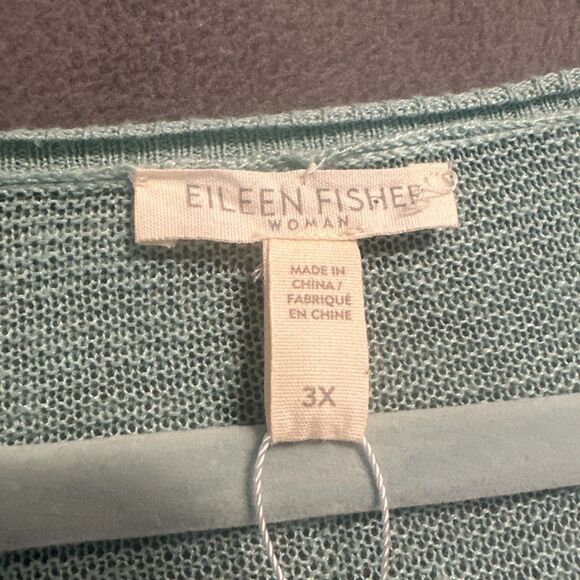 EILEEN FISHER
WOMAN
MADE IN
CHINA/
FABRIQUÉ
EN CHINE
3X